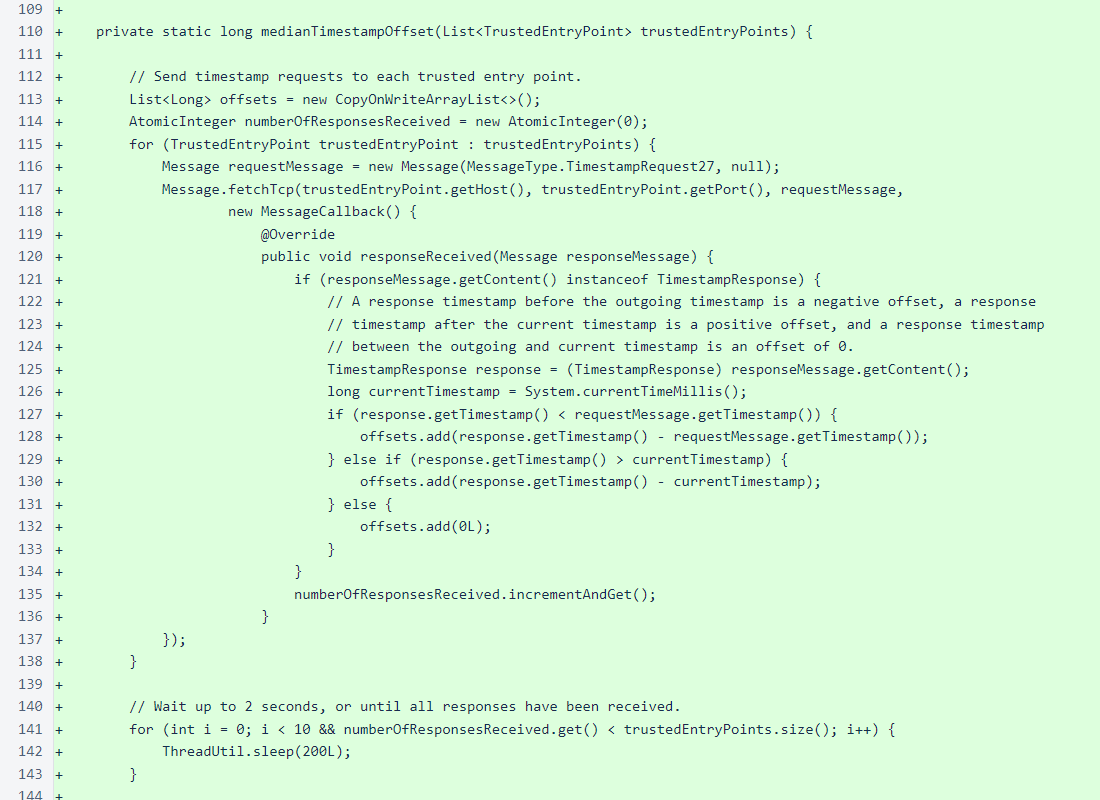 109 +
110 +    private static long medianTimestampOffset(List<TrustedEntryPoint> trustedEntryPoints) {
111 +
112 +        // Send timestamp requests to each trusted entry point.
113 +        List<Long> offsets = new CopyOnWriteArrayList<>();
114 +        AtomicInteger numberOfResponsesReceived = new AtomicInteger(0);
115 +        for (TrustedEntryPoint trustedEntryPoint : trustedEntryPoints) {
116 +            Message requestMessage = new Message(MessageType.TimestampRequest27, null);
117 +            Message.fetchTcp(trustedEntryPoint.getHost(), trustedEntryPoint.getPort(), requestMessage,
118 +                    new MessageCallback() {
119 +                        @Override
120 +                        public void responseReceived(Message responseMessage) {
121 +                            if (responseMessage.getContent() instanceof TimestampResponse) {
122 +                                // A response timestamp before the outgoing timestamp is a negative offset, a response
123 +                                // timestamp after the current timestamp is a positive offset, and a response timestamp
124 +                                // between the outgoing and current timestamp is an offset of 0.
125 +                                TimestampResponse response = (TimestampResponse) responseMessage.getContent();
126 +                                long currentTimestamp = System.currentTimeMillis();
127 +                                if (response.getTimestamp() < requestMessage.getTimestamp()) {
128 +                                    offsets.add(response.getTimestamp() - requestMessage.getTimestamp());
129 +                                } else if (response.getTimestamp() > currentTimestamp) {
130 +                                    offsets.add(response.getTimestamp() - currentTimestamp);
131 +                                } else {
132 +                                    offsets.add(0L);
133 +                                }
134 +                            }
135 +                            numberOfResponsesReceived.incrementAndGet();
136 +                        }
137 +            });
138 +        }
139 +
140 +        // Wait up to 2 seconds, or until all responses have been received.
141 +        for (int i = 0; i < 10 && numberOfResponsesReceived.get() < trustedEntryPoints.size(); i++) {
142 +            ThreadUtil.sleep(200L);
143 +        }
144 +